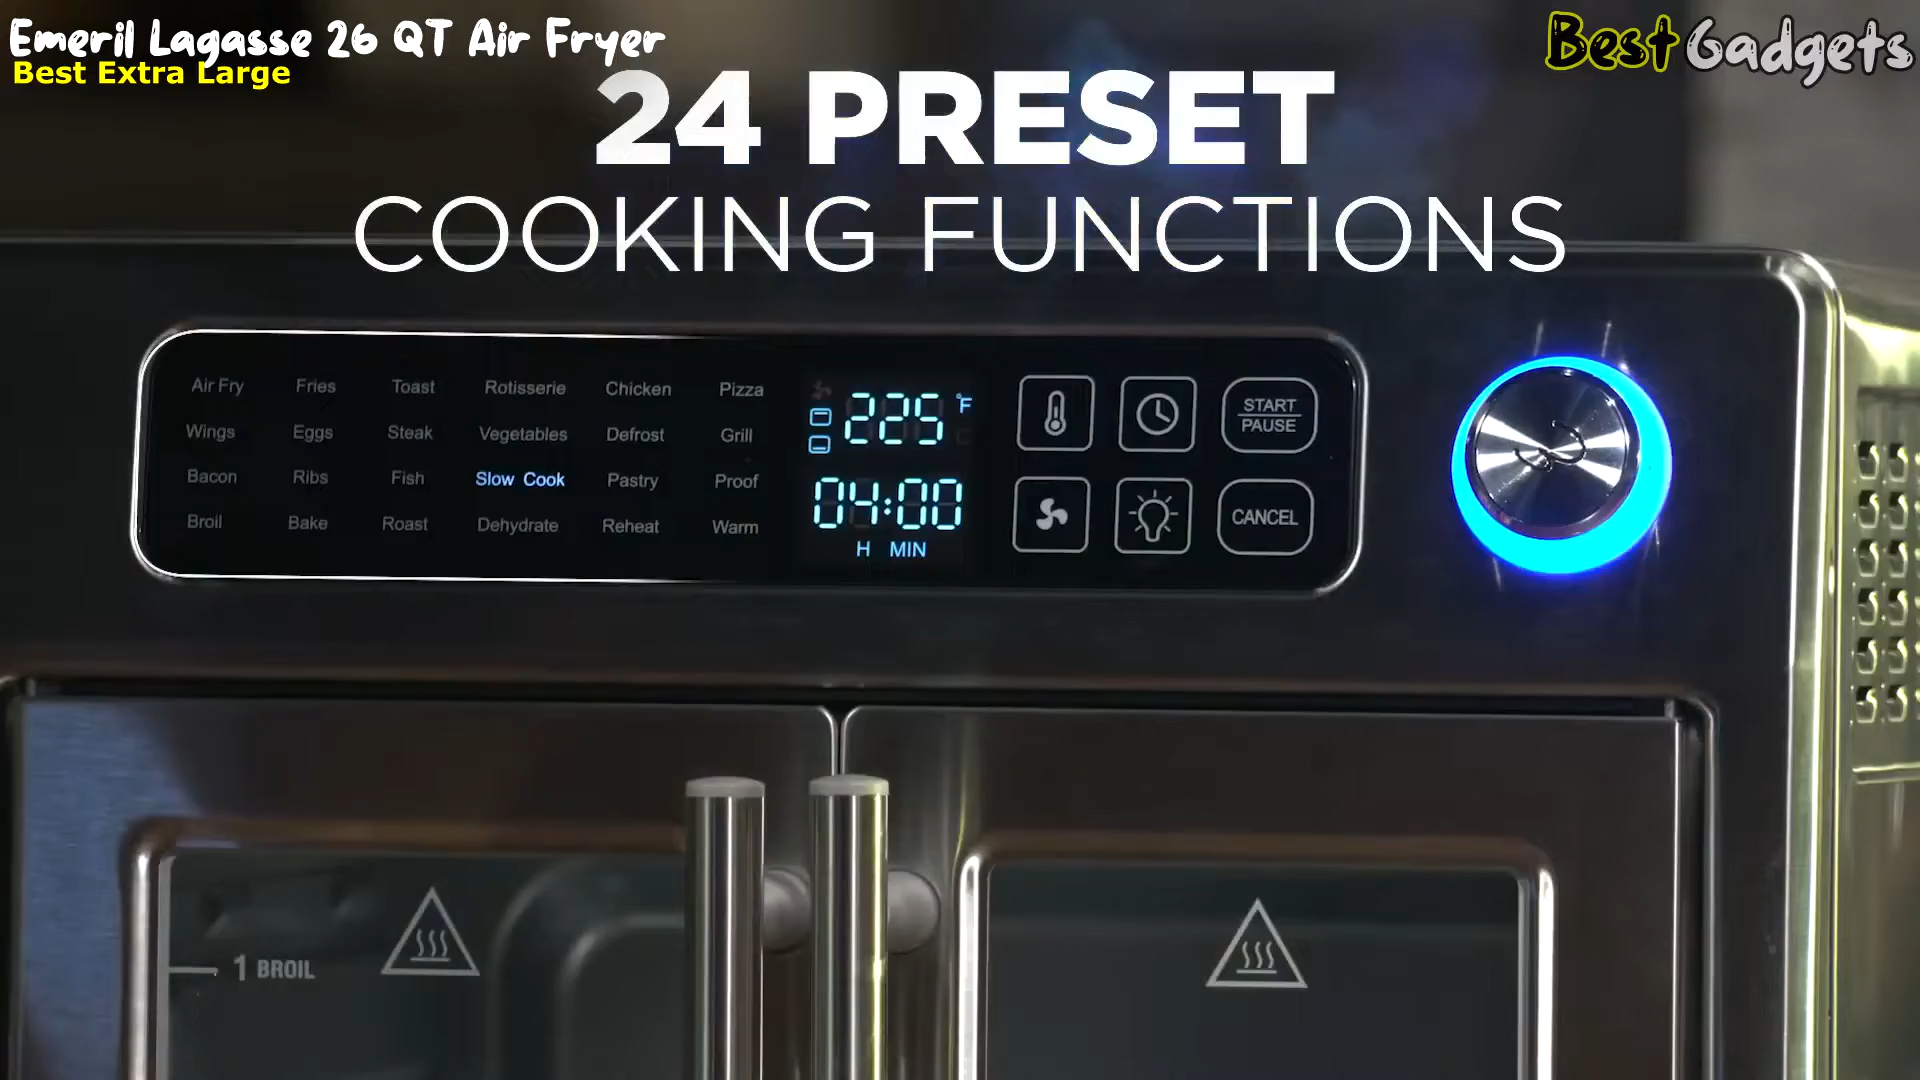 Emeril Lagasse 26 QT Air Fryer
Best Extra Large
BestGadgets
24 PRESET
COOKING FUNCTIONS
Air Fry Fries Toast Rotisserie Chicken Pizza
Wings Eggs Steak Vegetables Defrost Grill
Bacon Ribs Fish Slow Cook Pastry Proof
Broil Bake Roast Dehydrate Reheat Warm
225 °F
04:00
H MIN
START
PAUSE
CANCEL
1 BROIL